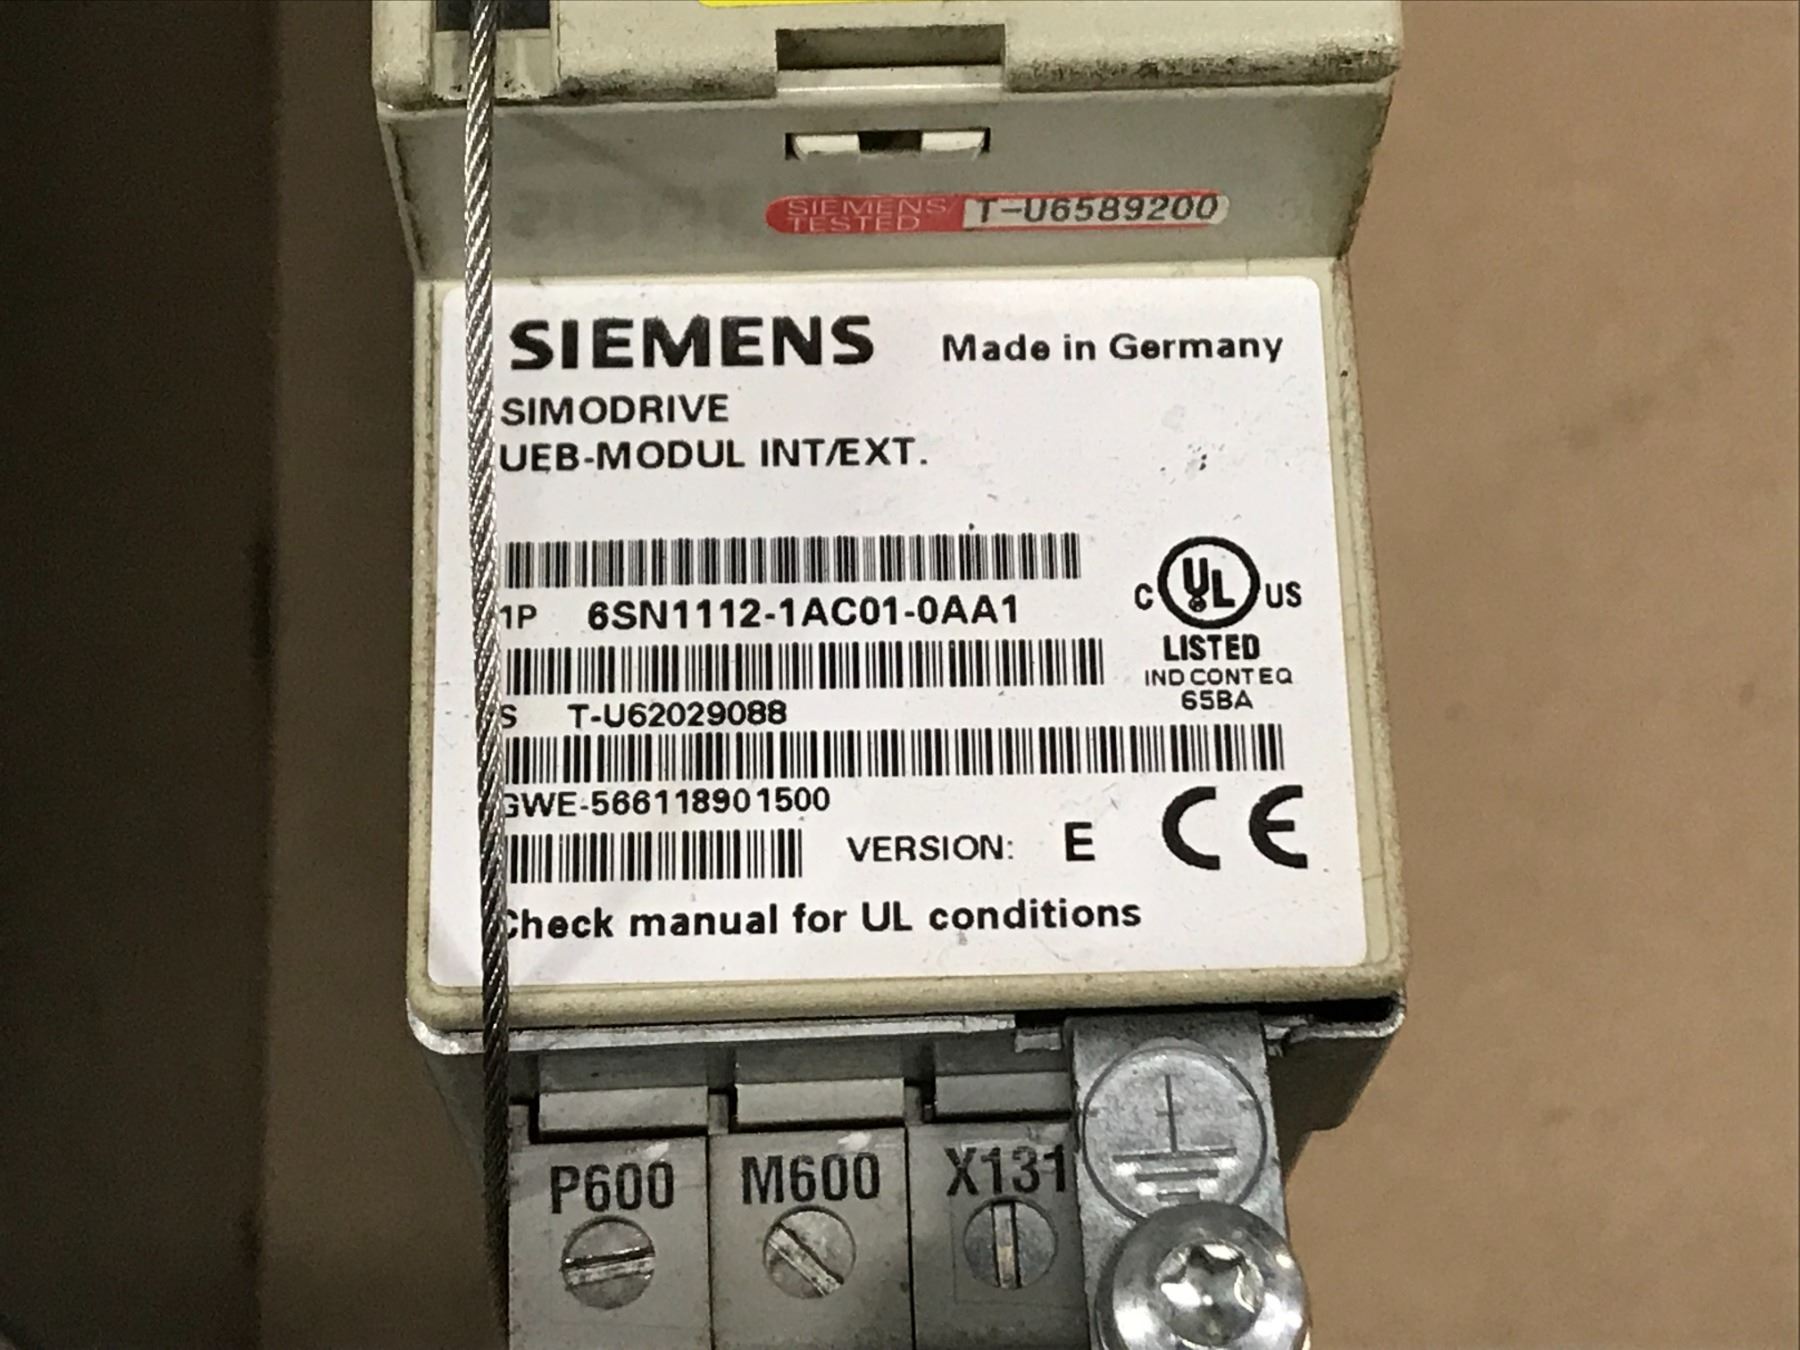 SIEMENS TESTED T-U6589200
SIEMENS Made in Germany
SIMODRIVE
UEB-MODUL INT/EXT.
1P 6SN1112-1AC01-0AA1
C UL US
LISTED
IND CONT EQ
65BA
S T-U62029088
GWE-566118901500
VERSION: E CE
Check manual for UL conditions
P600 M600 X131